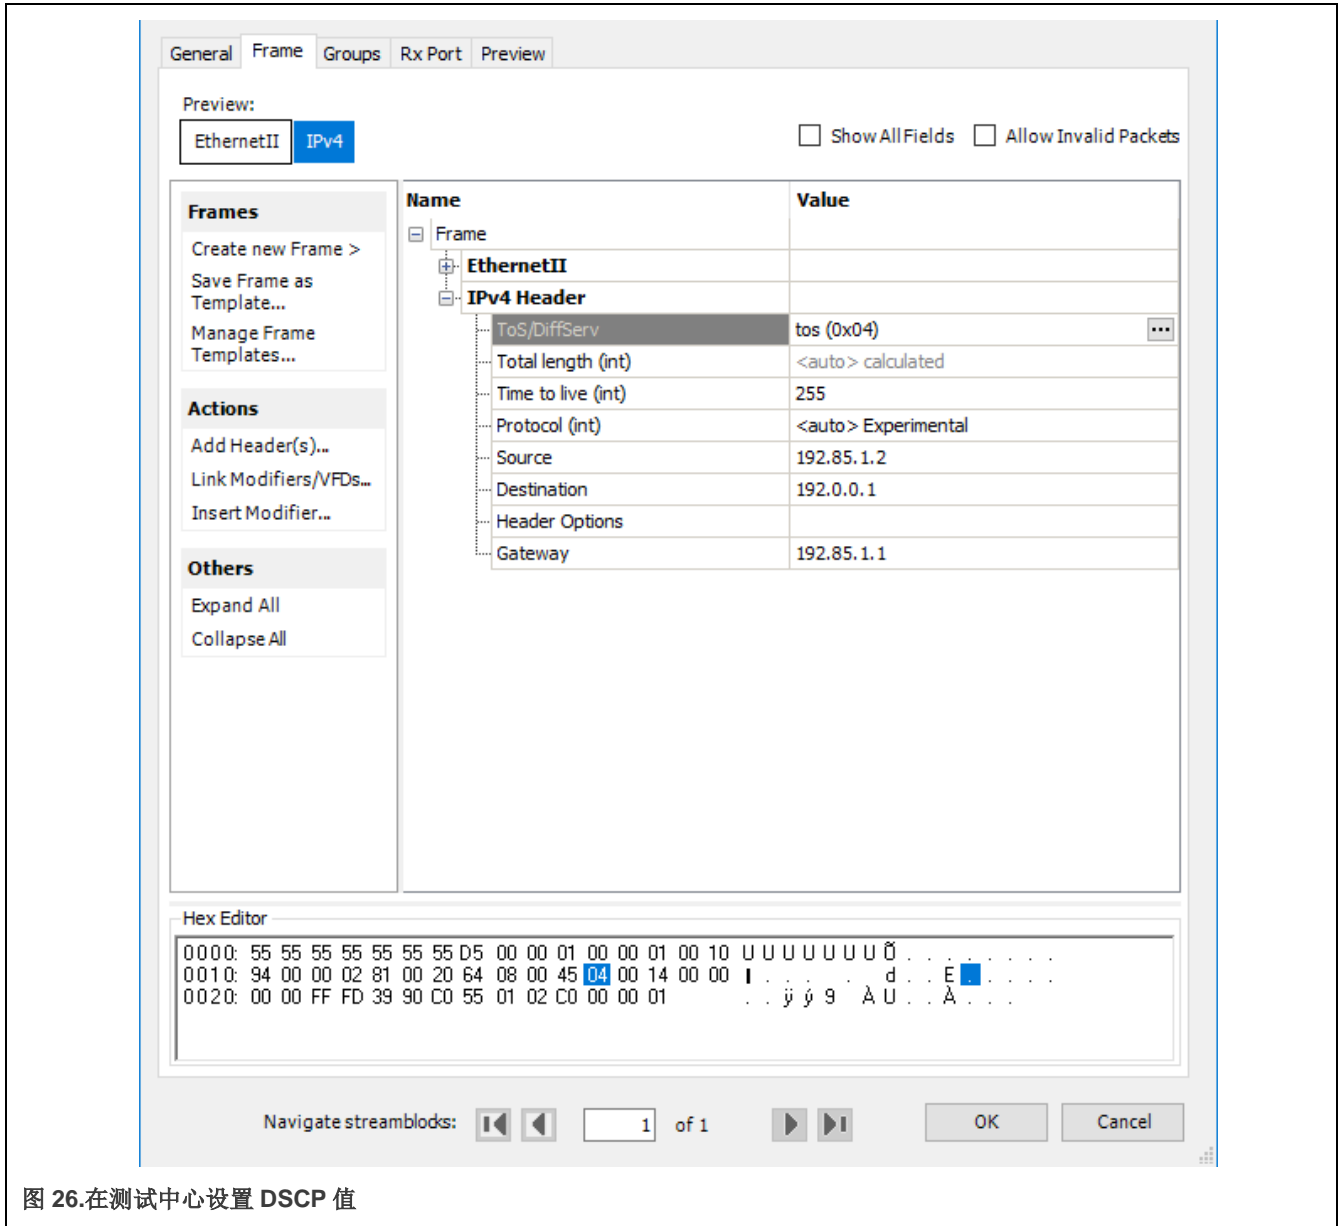 General Frame Groups Rx Port Preview
Preview:
EthernetII IPv4
Show All Fields Allow Invalid Packets
Frames
Create new Frame >
Save Frame as
Template...
Manage Frame
Templates...
Actions
Add Header(s)...
Link Modifiers/VFDs...
Insert Modifier...
Others
Expand All
Collapse All
Name Value
Frame
EthernetII
IPv4 Header
ToS/DiffServ tos (0x04) ...
Total length (int) <auto> calculated
Time to live (int) 255
Protocol (int) <auto> Experimental
Source 192.85.1.2
Destination 192.0.0.1
Header Options
Gateway 192.85.1.1
Hex Editor
0000: 55 55 55 55 55 55 55 D5 00 00 01 00 00 01 00 10 U U U U U U U Õ . . . . . . . .
0010: 94 00 00 02 81 00 20 64 08 00 45 04 00 14 00 00 . . . . d . . E . . . . .
0020: 00 00 FF FD 39 90 C0 55 01 02 C0 00 00 01 . . ÿ ý 9 À U . . À . . .
Navigate streamblocks: 1 of 1 OK Cancel
图 26.在测试中心设置 DSCP 值